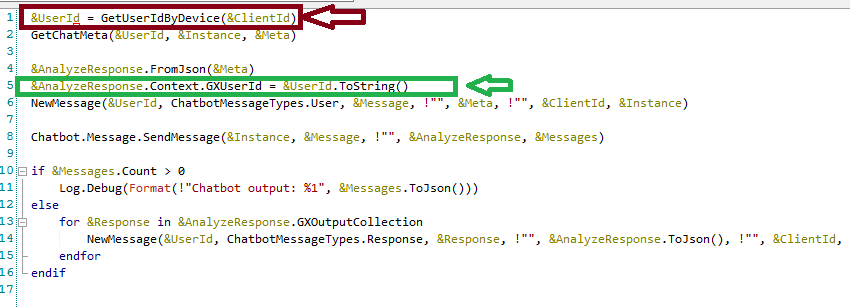 1 &UserId = GetUserIdByDevice(&ClientId)
2 GetChatMeta(&UserId, &Instance, &Meta)
3
4 &AnalyzeResponse.FromJson(&Meta)
5 &AnalyzeResponse.Context.GXUserId = &UserId.ToString()
6 NewMessage(&UserId, ChatbotMessageTypes.User, &Message, !"", &Meta, !"", &ClientId, &Instance)
7
8 Chatbot.Message.SendMessage(&Instance, &Message, !"", &AnalyzeResponse, &Messages)
9
10 if &Messages.Count > 0
11 Log.Debug(Format(!"Chatbot output: %1", &Messages.ToJson()))
12 else
13 for &Response in &AnalyzeResponse.GXOutputCollection
14 NewMessage(&UserId, ChatbotMessageTypes.Response, &Response, !"", &AnalyzeResponse.ToJson(), !"", &ClientId,
15 endfor
16 endif
17